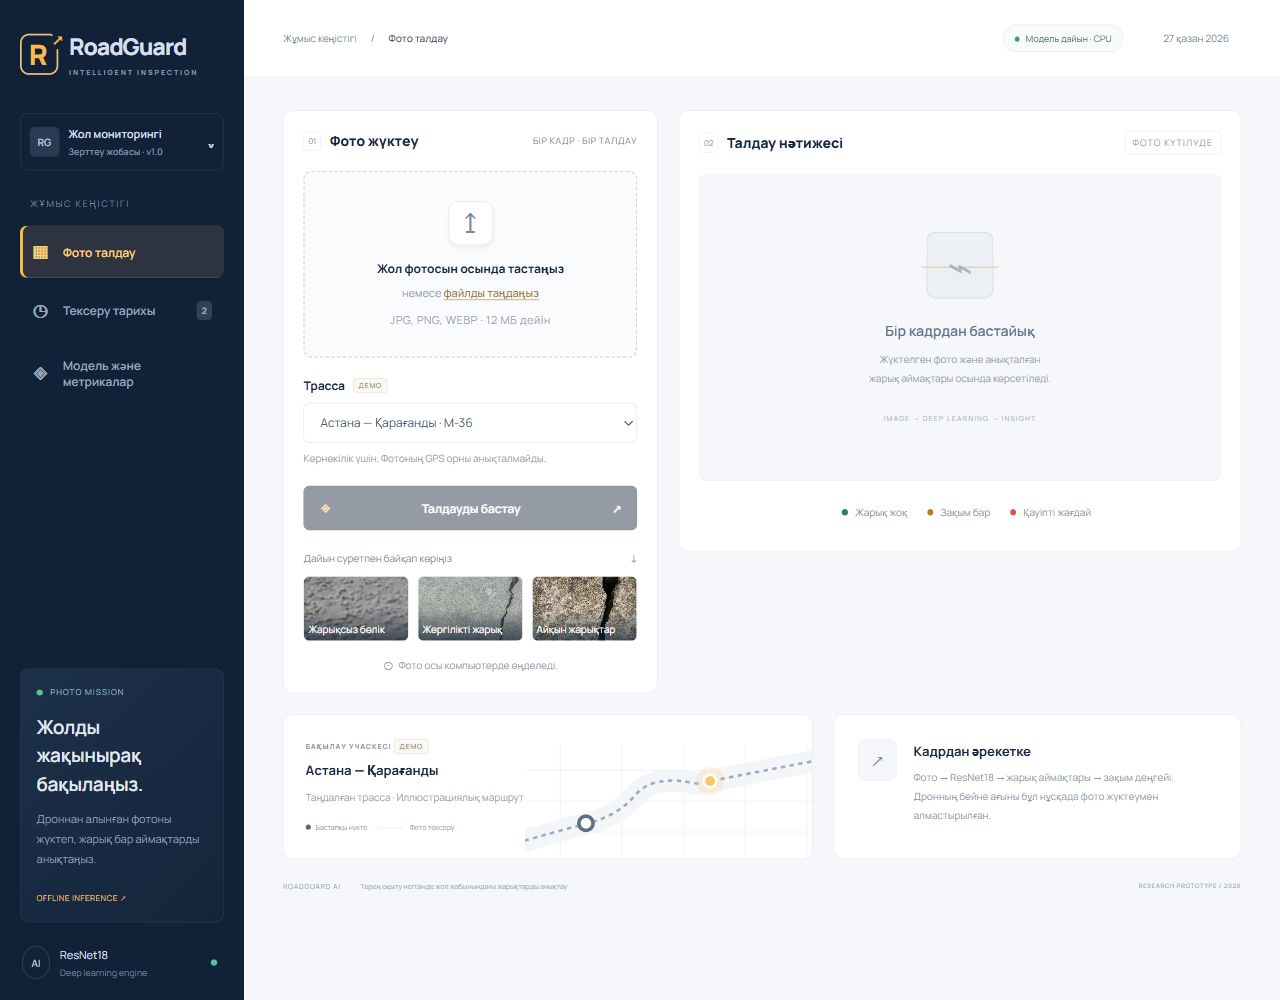 R
RoadGuard
INTELLIGENT INSPECTION
RG
Жол мониторингі
Зерттеу жобасы · v1.0
ЖҰМЫС КЕҢІСТІГІ
Фото талдау
Тексеру тарихы
2
Модель және
метрикалар
PHOTO MISSION
Жолды
жақынырақ
бақылаңыз.
Дроннан алынған фотоны
жүктеп, жарық бар аймақтарды
анықтаңыз.
OFFLINE INFERENCE ↗
AI
ResNet18
Deep learning engine
Жұмыс кеңістігі / Фото талдау
Модель дайын · CPU
27 қазан 2026
01
Фото жүктеу
БІР КАДР · БІР ТАЛДАУ
↥
Жол фотосын осында тастаңыз
немесе файлды таңдаңыз
JPG, PNG, WEBP · 12 МБ дейін
Трасса
ДЕМО
Астана — Қарағанды · М-36
Көрнекілік үшін. Фотоның GPS орны анықталмайды.
Талдауды бастау ↗
Дайын суретпен байқап көріңіз ↓
Жарықсыз бөлік
Жергілікті жарық
Айқын жарықтар
Фото осы компьютерде өңделеді.
02
Талдау нәтижесі
ФОТО КҮТІЛУДЕ
Бір кадрдан бастайық
Жүктелген фото және анықталған
жарық аймақтары осында көрсетіледі.
IMAGE → DEEP LEARNING → INSIGHT
Жарық жоқ
Зақым бар
Қауіпті жағдай
БАҚЫЛАУ УЧАСКЕСІ ДЕМО
Астана — Қарағанды
Таңдалған трасса · Иллюстрациялық маршрут
Бастапқы нүкте
Фото тексеру
↗
Кадрдан әрекетке
Фото → ResNet18 → жарық аймақтары → зақым деңгейі.
Дронның бейне ағыны бұл нұсқада фото жүктеумен
алмастырылған.
ROADGUARD AI
Терең оқыту негізінде жол жабынындағы жарықтарды анықтау
RESEARCH PROTOTYPE / 2026